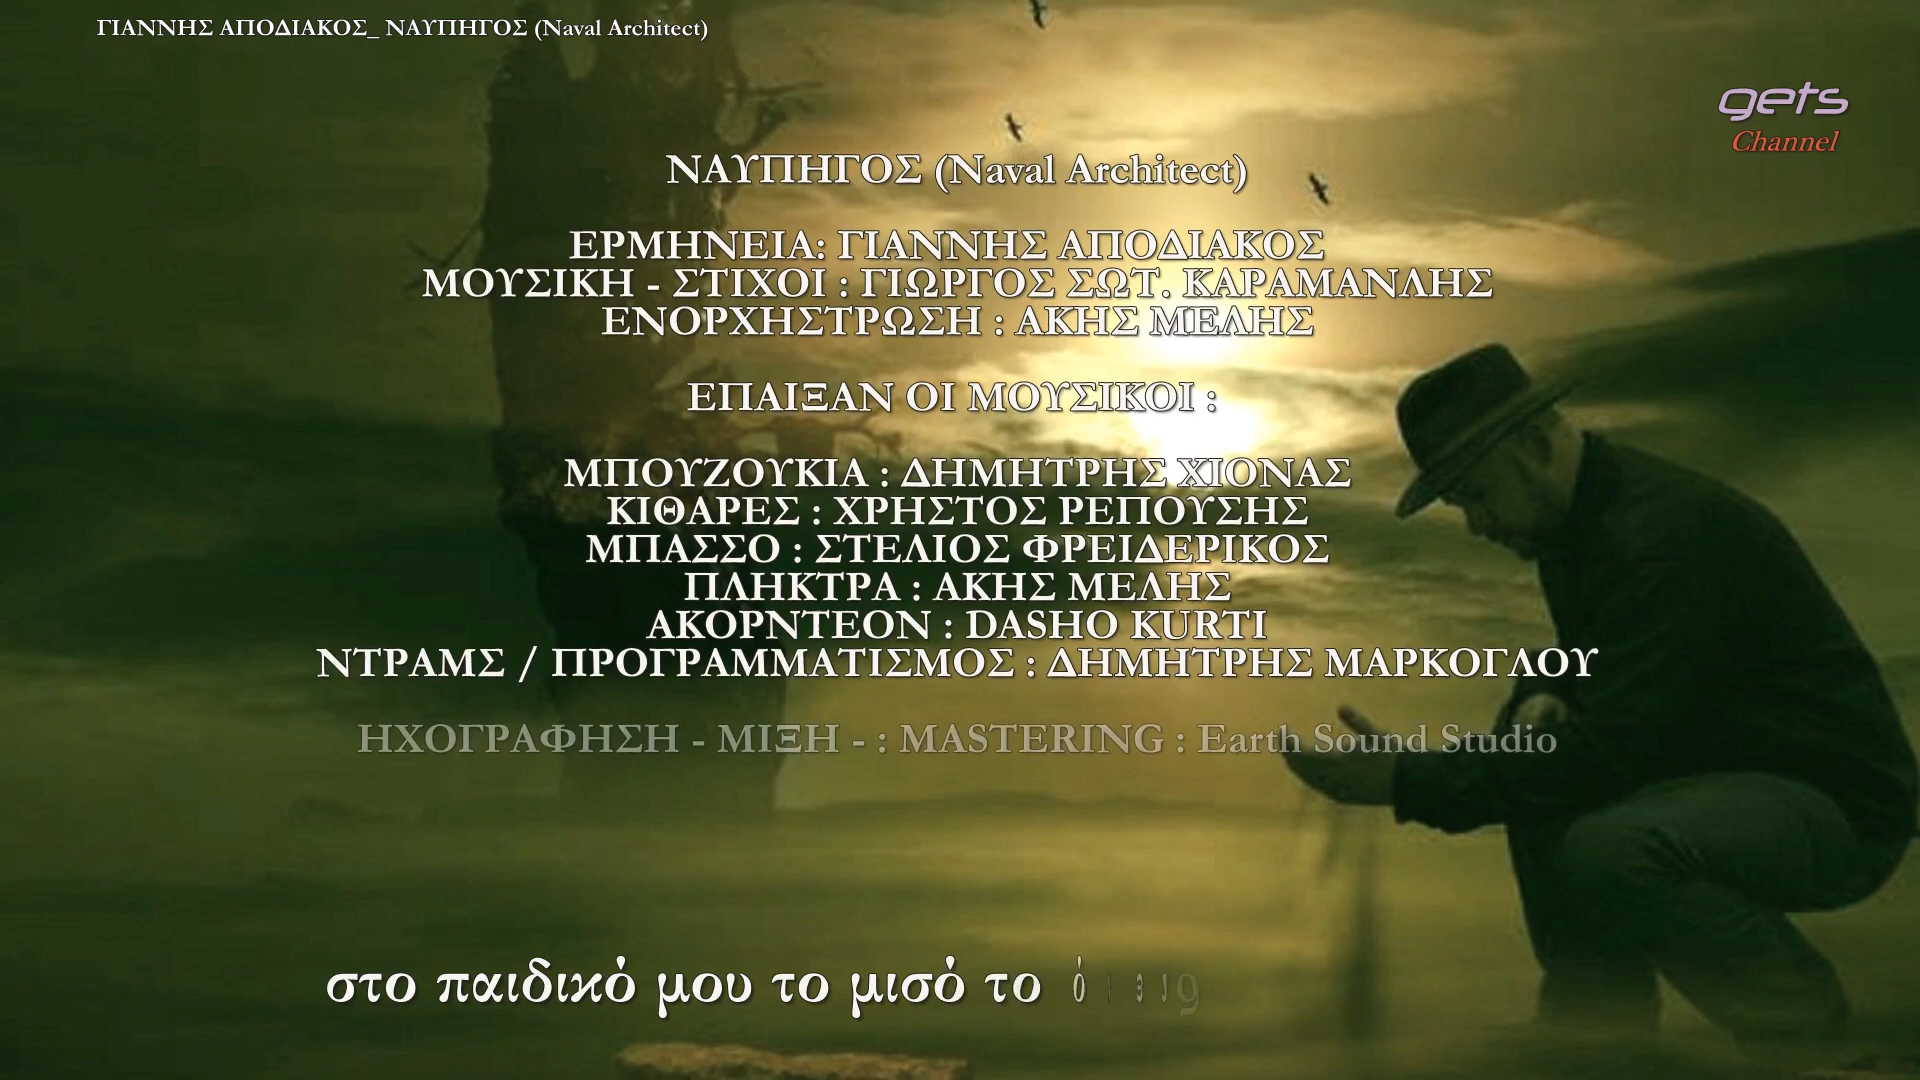 ΓΙΑΝΝΗΣ ΑΠΟΔΙΑΚΟΣ_ ΝΑΥΠΗΓΟΣ (Naval Architect)
gets
Channel
ΝΑΥΠΗΓΟΣ (Naval Architect)
ΕΡΜΗΝΕΙΑ: ΓΙΑΝΝΗΣ ΑΠΟΔΙΑΚΟΣ
ΜΟΥΣΙΚΗ - ΣΤΙΧΟΙ : ΓΙΩΡΓΟΣ ΣΩΤ. ΚΑΡΑΜΑΝΛΗΣ
ΕΝΟΡΧΗΣΤΡΩΣΗ : ΑΚΗΣ ΜΕΛΗΣ
ΕΠΑΙΞΑΝ ΟΙ ΜΟΥΣΙΚΟΙ :
ΜΠΟΥΖΟΥΚΙΑ : ΔΗΜΗΤΡΗΣ ΧΙΟΝΑΣ
ΚΙΘΑΡΕΣ : ΧΡΗΣΤΟΣ ΡΕΠΟΥΣΗΣ
ΜΠΑΣΣΟ : ΣΤΕΛΙΟΣ ΦΡΕΙΔΕΡΙΚΟΣ
ΠΛΗΚΤΡΑ : ΑΚΗΣ ΜΕΛΗΣ
ΑΚΟΡΝΤΕΟΝ : DASHO KURTI
ΝΤΡΑΜΣ / ΠΡΟΓΡΑΜΜΑΤΙΣΜΟΣ : ΔΗΜΗΤΡΗΣ ΜΑΡΚΟΓΛΟΥ
ΗΧΟΓΡΑΦΗΣΗ - ΜΙΞΗ - : MASTERING : Earth Sound Studio
στο παιδικό μου το μισό το